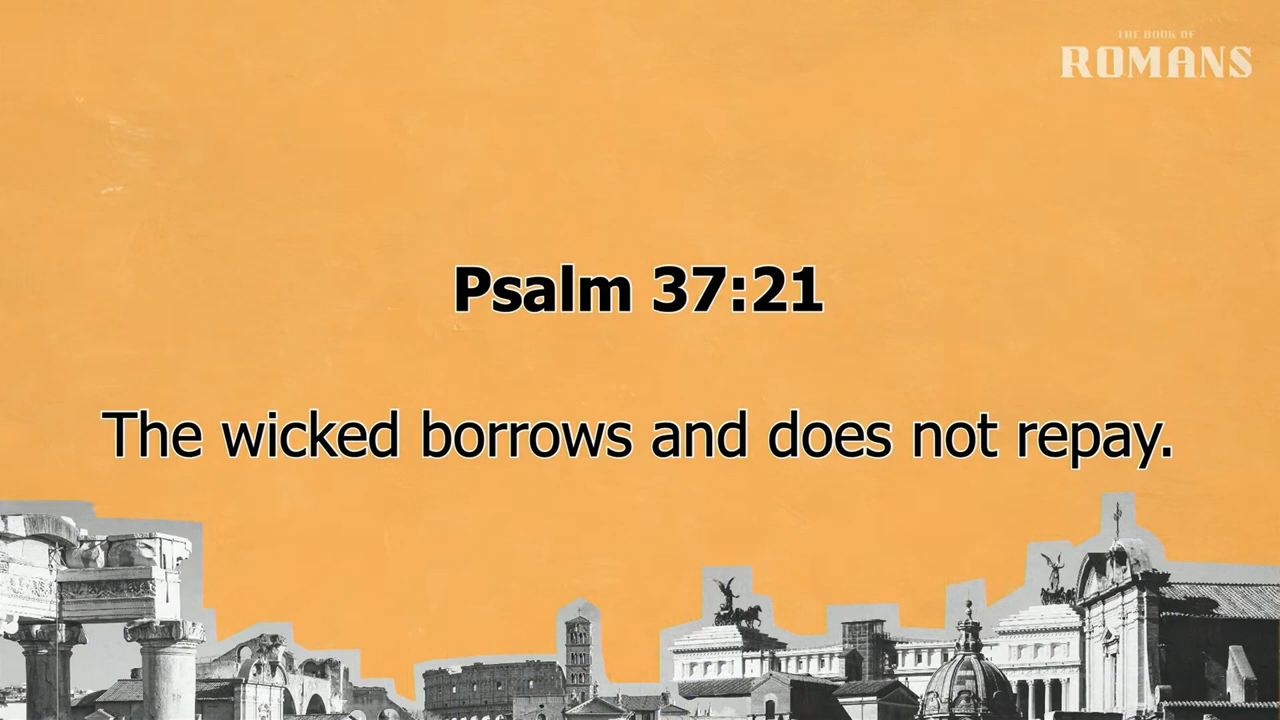 THE BOOK OF
ROMANS
Psalm 37:21
The wicked borrows and does not repay.